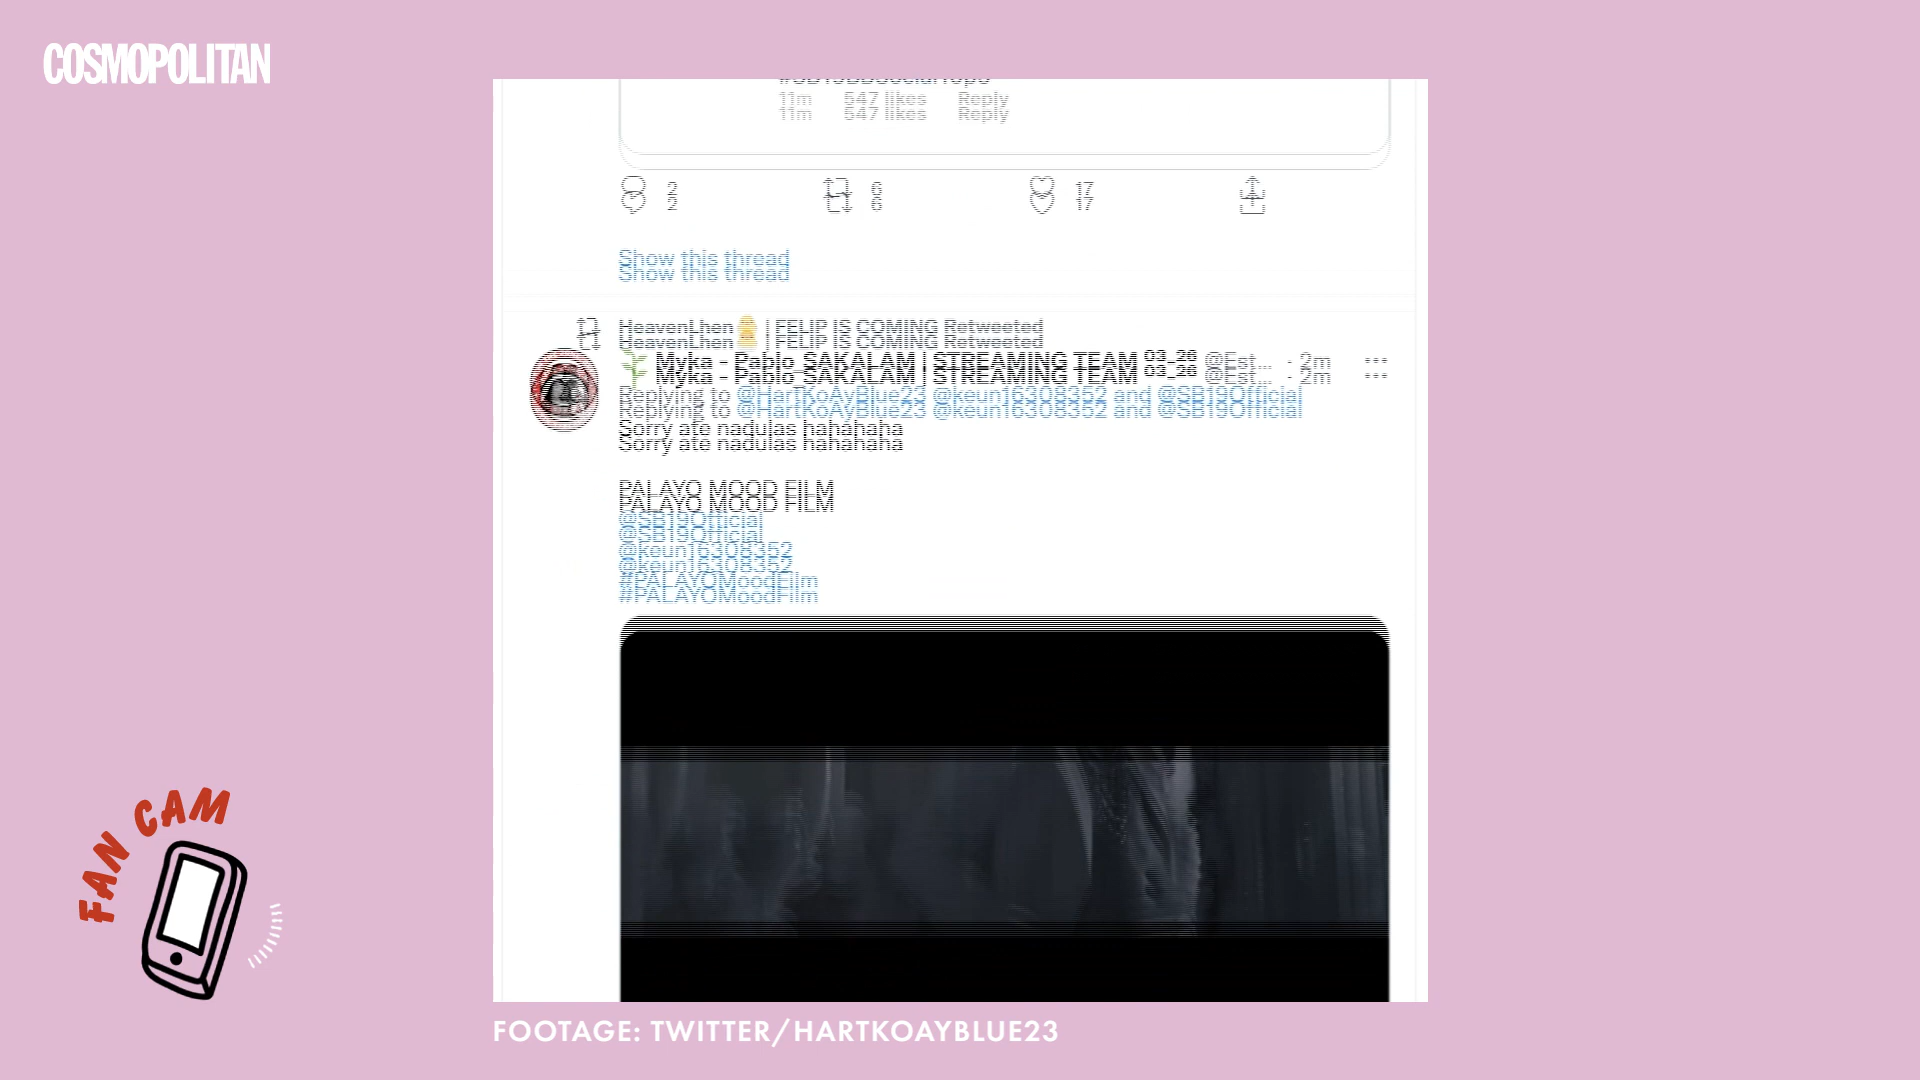 COSMOPOLITAN
11m 547 likes Reply
2 6 17
Show this thread
HeavenLhen | FELIP IS COMING Retweeted
Myka - Pablo SAKALAM | STREAMING TEAM 03_26 @Est... · 2m
Replying to @HartKoAyBlue23 @keun16308352 and @SB19Official
Sorry ate nadulas hahahaha
PALAYO MOOD FILM
@SB19Official
@keun16308352
#PALAYOMoodFilm
FAN CAM
FOOTAGE: TWITTER/HARTKOAYBLUE23